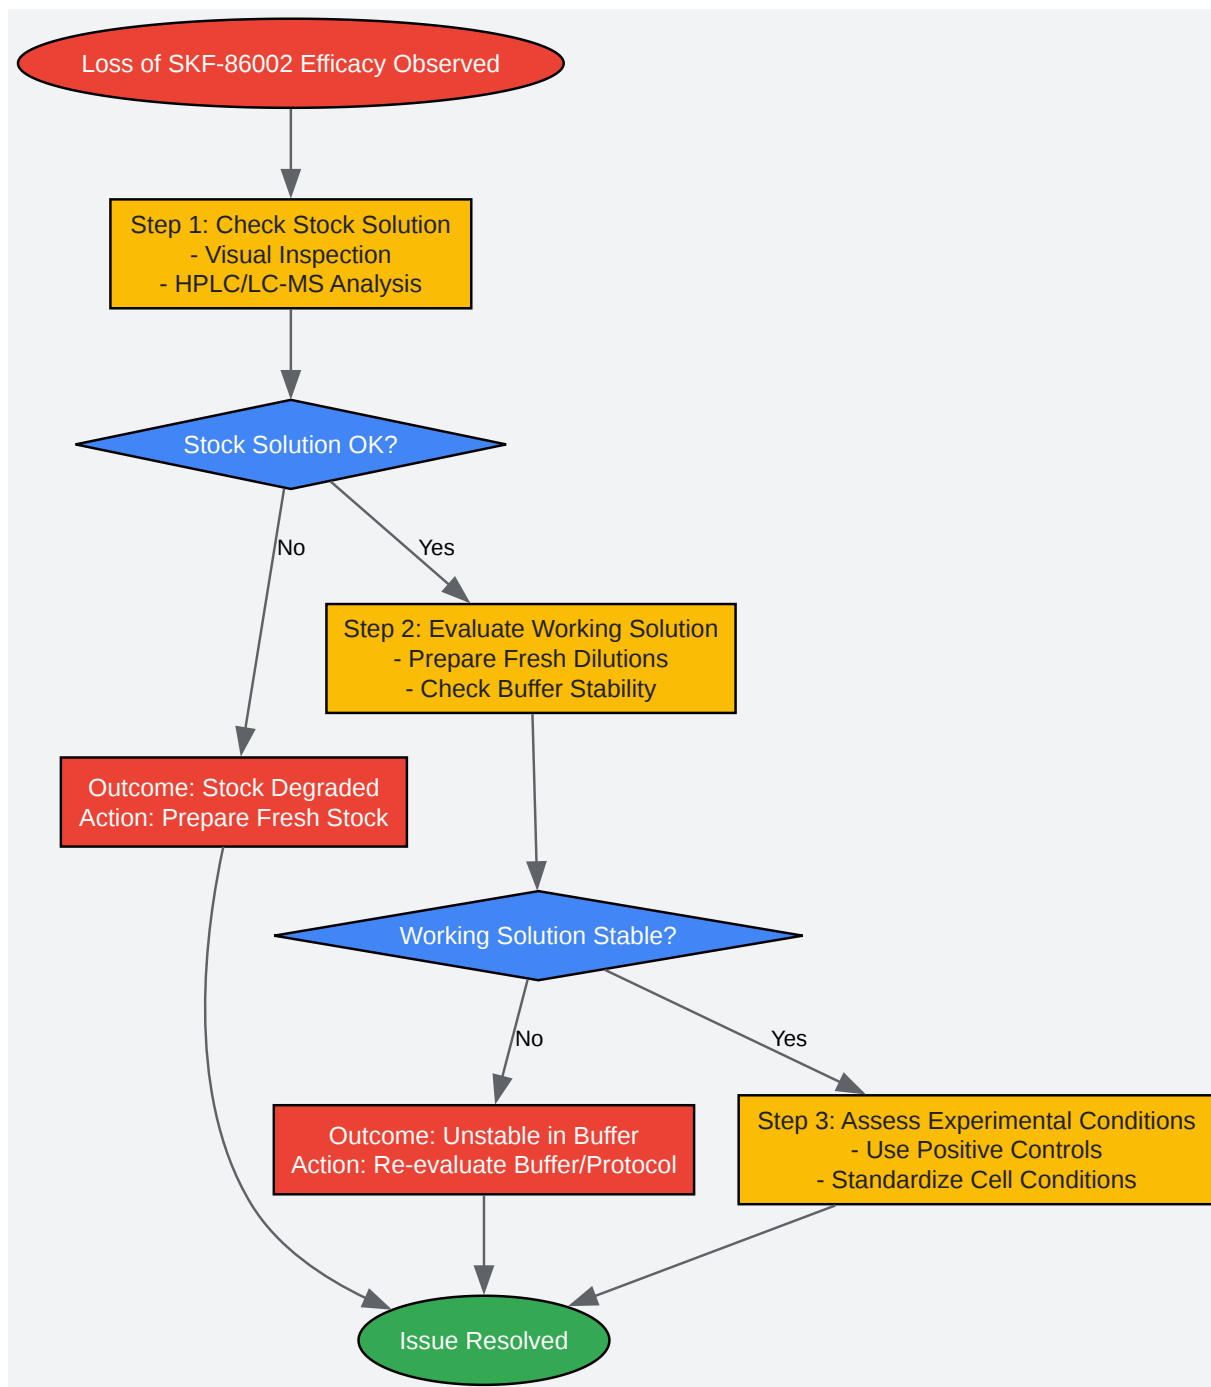 Loss of SKF-86002 Efficacy Observed
Step 1: Check Stock Solution
- Visual Inspection
- HPLC/LC-MS Analysis
Stock Solution OK?
No
Yes
Step 2: Evaluate Working Solution
- Prepare Fresh Dilutions
- Check Buffer Stability
Outcome: Stock Degraded
Action: Prepare Fresh Stock
Working Solution Stable?
No
Yes
Outcome: Unstable in Buffer
Action: Re-evaluate Buffer/Protocol
Step 3: Assess Experimental Conditions
- Use Positive Controls
- Standardize Cell Conditions
Issue Resolved